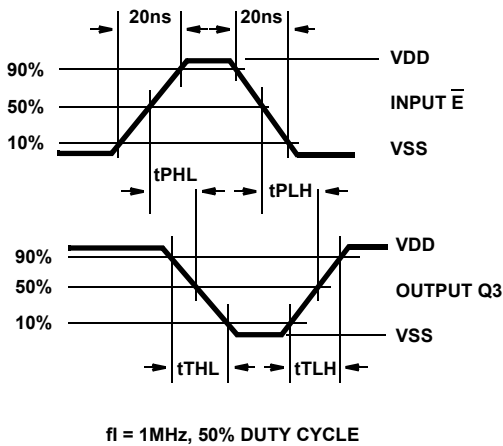 20ns 20ns
VDD
90%
50%
INPUT E̅
10%
VSS
tPHL tPLH
VDD
90%
50%
OUTPUT Q3
10%
VSS
tTHL tTLH
fI = 1MHz, 50% DUTY CYCLE